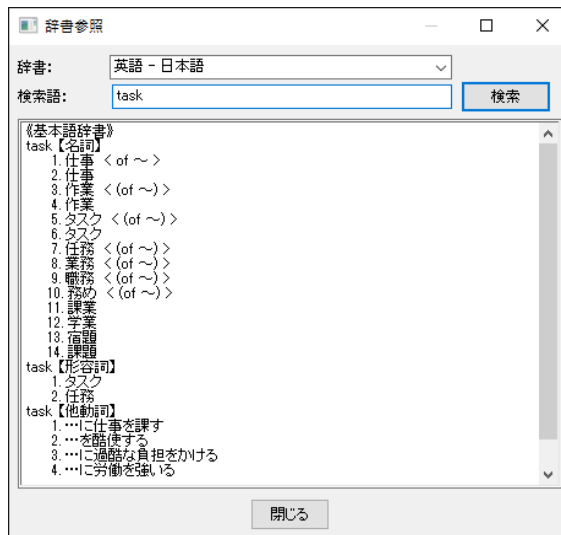 辞書参照
辞書: 英語 - 日本語
検索語: task 検索
《基本語辞書》
task【名詞】
1. 仕事 < of ～ >
2. 仕事
3. 作業 < (of ～) >
4. 作業
5. タスク < (of ～) >
6. タスク
7. 任務 < (of ～) >
8. 業務 < (of ～) >
9. 職務 < (of ～) >
10. 務め < (of ～) >
11. 課業
12. 学業
13. 宿題
14. 課題
task【形容詞】
1. タスク
2. 任務
task【他動詞】
1. …に仕事を課す
2. …を酷使する
3. …に過酷な負担をかける
4. …に労働を強いる
閉じる